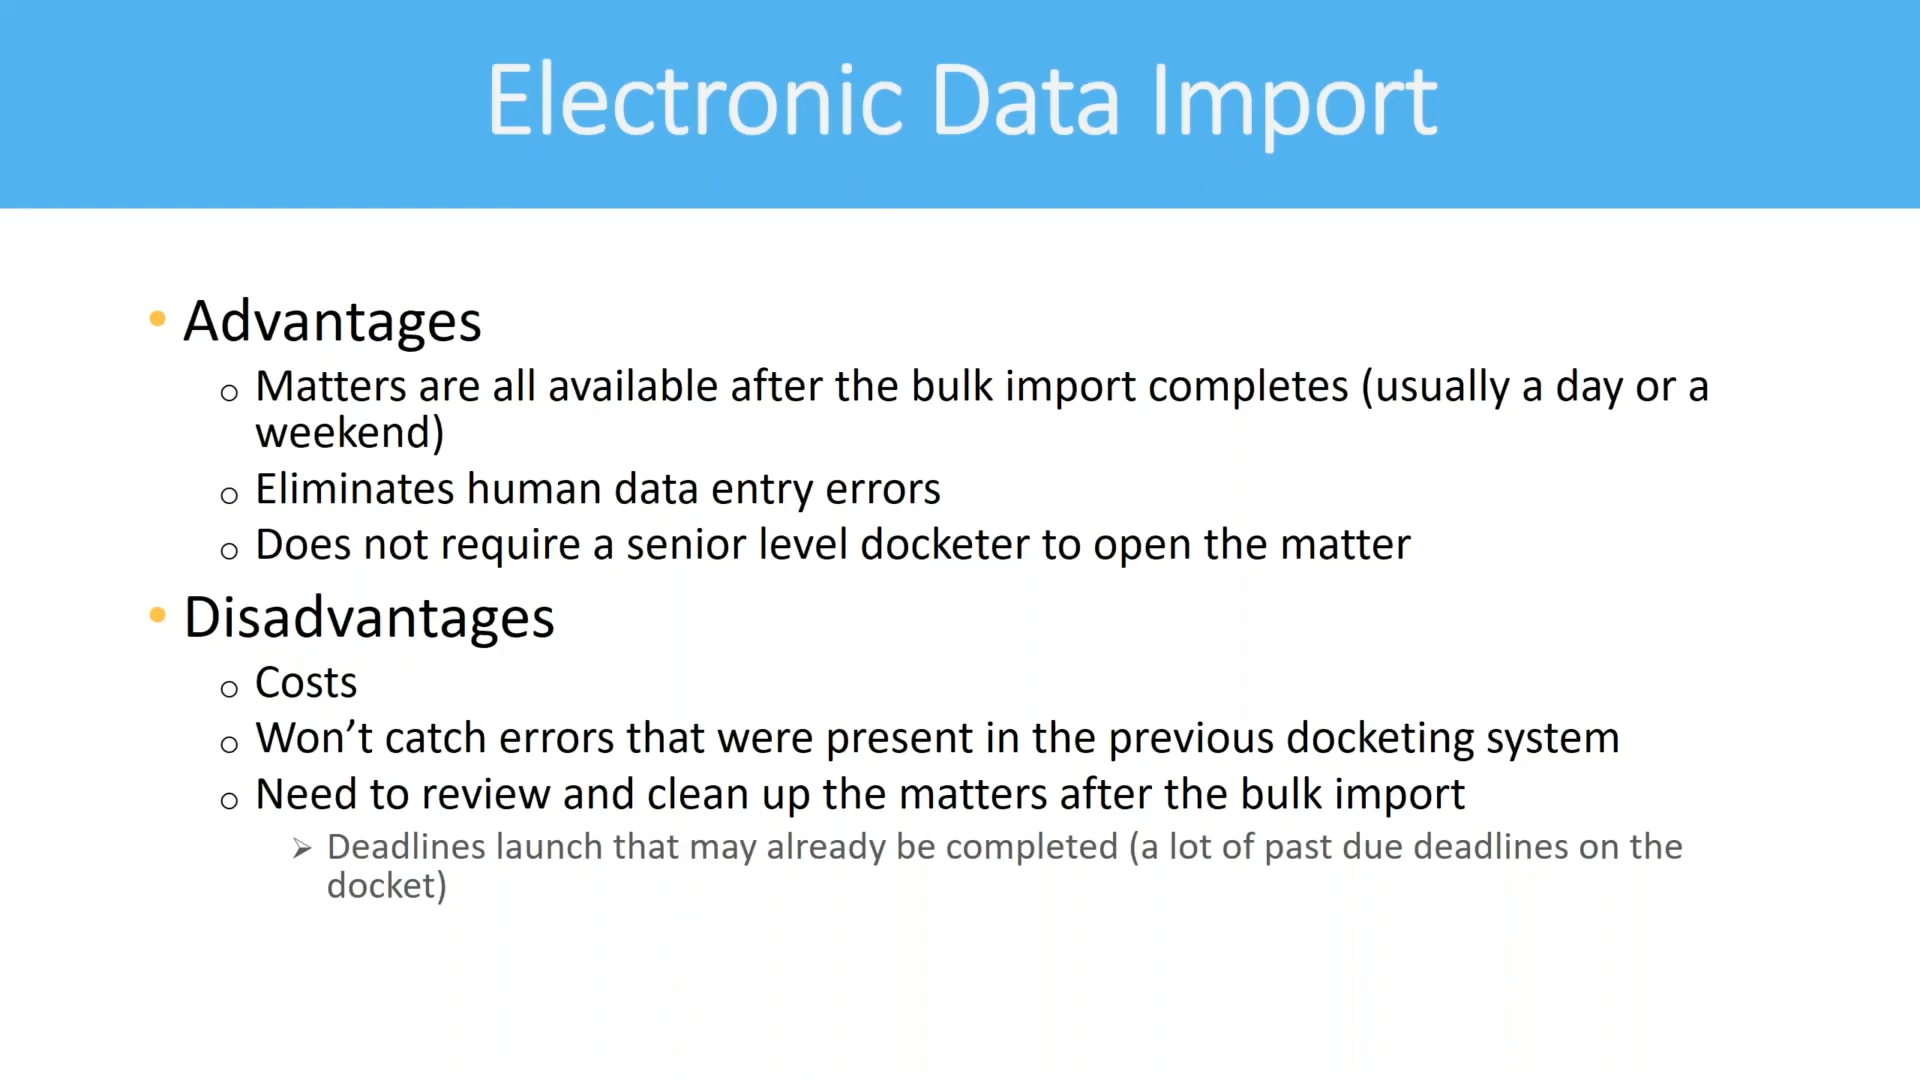 Electronic Data Import
• Advantages
o Matters are all available after the bulk import completes (usually a day or a
weekend)
o Eliminates human data entry errors
o Does not require a senior level docketer to open the matter
• Disadvantages
o Costs
o Won’t catch errors that were present in the previous docketing system
o Need to review and clean up the matters after the bulk import
➢ Deadlines launch that may already be completed (a lot of past due deadlines on the
docket)